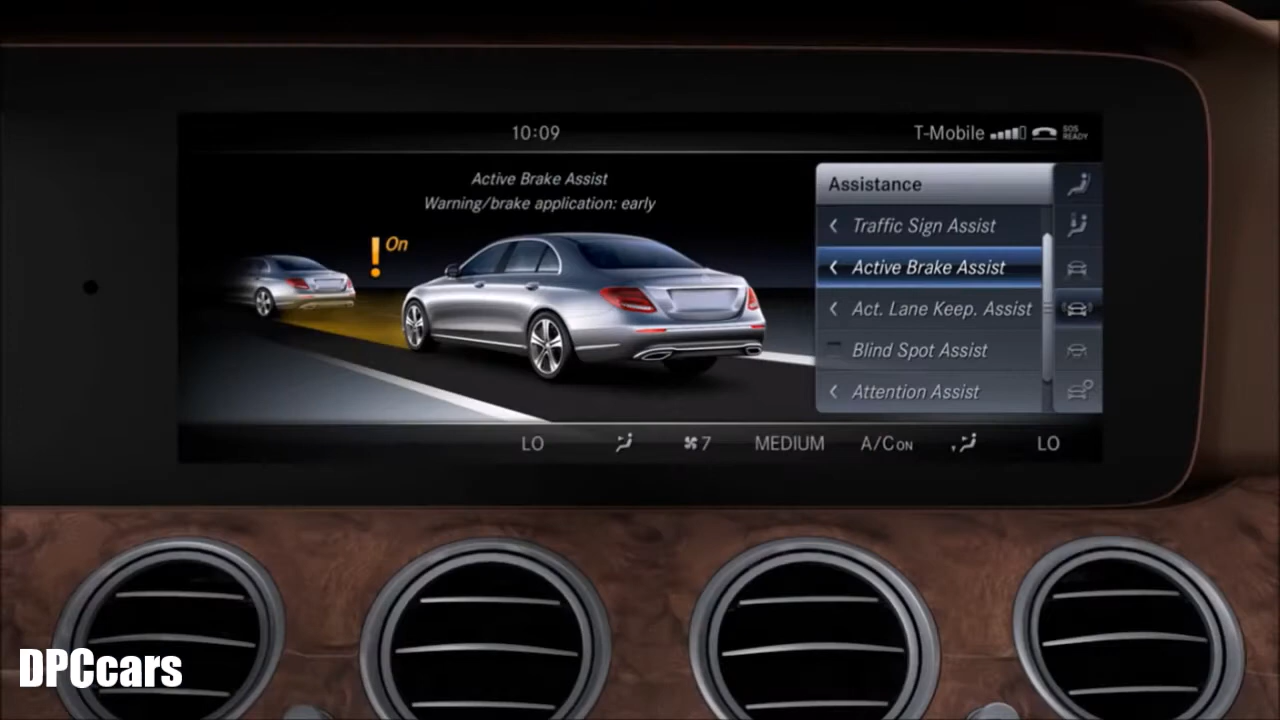 10:09
T-Mobile
SOS
READY
Active Brake Assist
Warning/brake application: early
On
Assistance
Traffic Sign Assist
Active Brake Assist
Act. Lane Keep. Assist
Blind Spot Assist
Attention Assist
LO
7
MEDIUM
A/C ON
LO
DPCcars